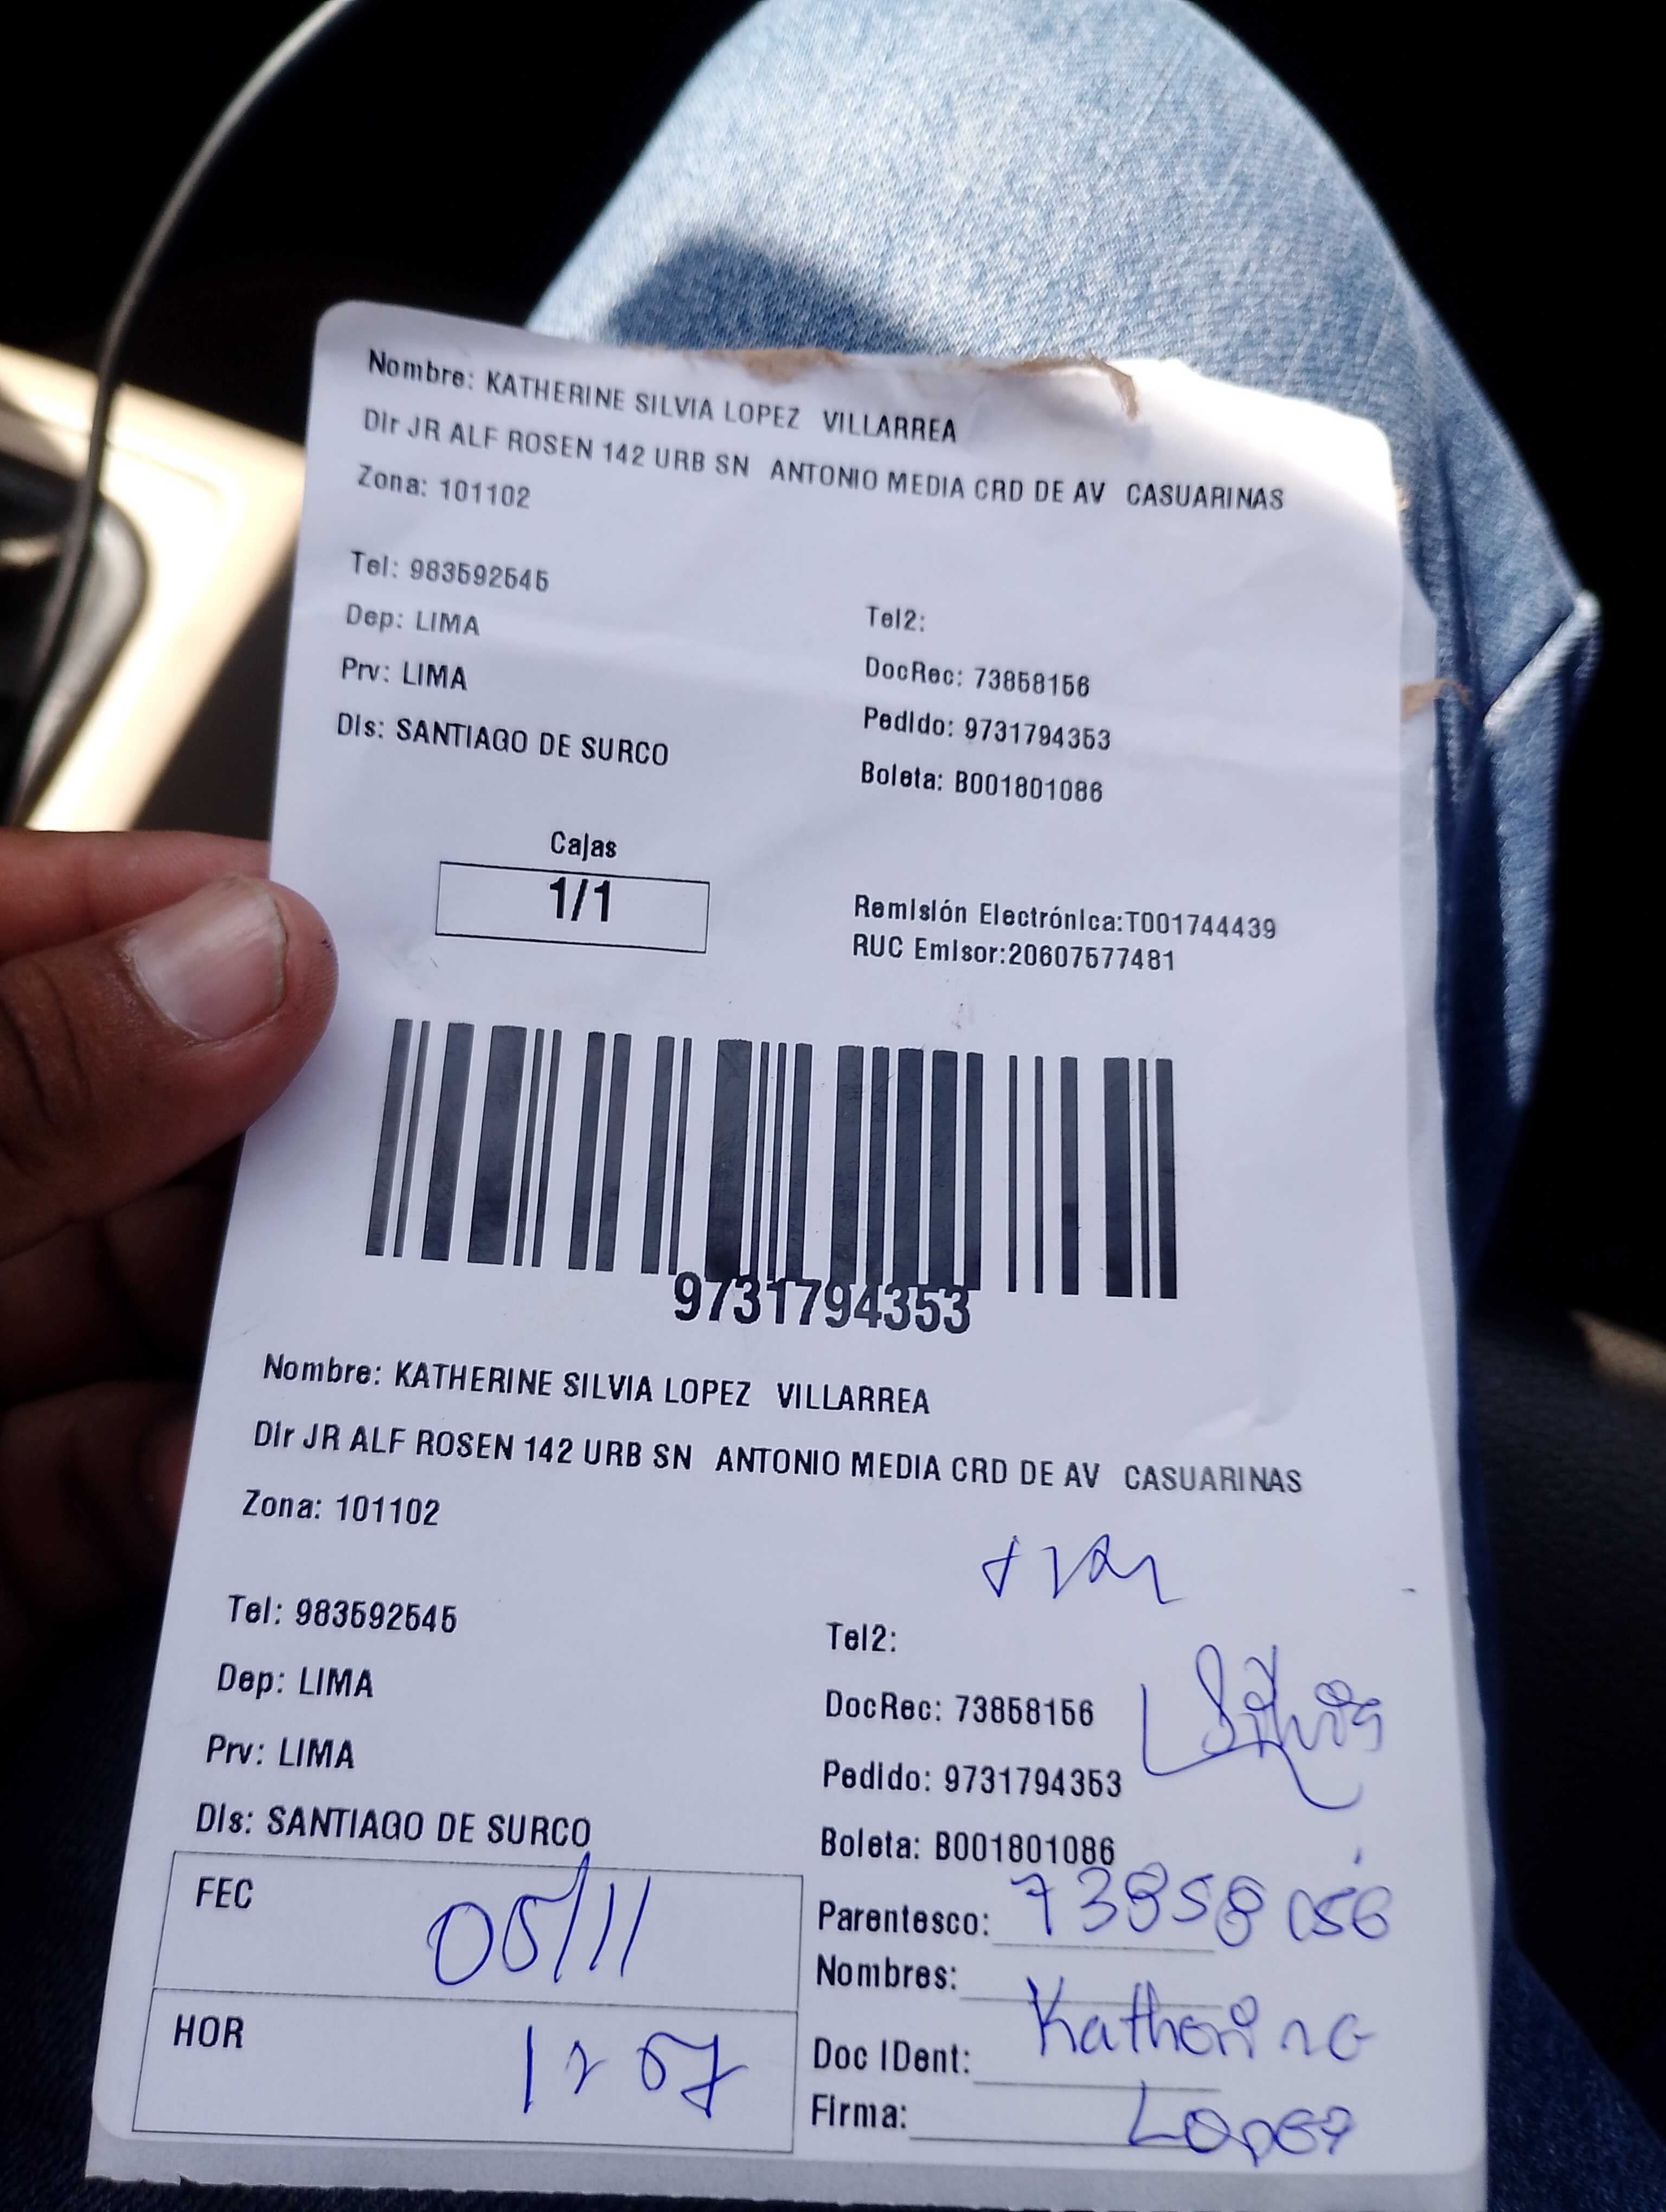 Nombre: KATHERINE SILVIA LOPEZ VILLARREA
Dir JR ALF ROSEN 142 URB SN ANTONIO MEDIA CRD DE AV CASUARINAS
Zona: 101102
Tel: 983592545
Tel2:
Dep: LIMA
DocRec: 73858156
Prv: LIMA
Pedido: 9731794353
Dis: SANTIAGO DE SURCO
Boleta: B001801086
Cajas
1/1
Remisión Electrónica:T001744439
RUC Emisor:20607577481
9731794353
Nombre: KATHERINE SILVIA LOPEZ VILLARREA
Dir JR ALF ROSEN 142 URB SN ANTONIO MEDIA CRD DE AV CASUARINAS
Zona: 101102
Tel: 983592545
Tel2:
Dep: LIMA
DocRec: 73858156
Silvia
Prv: LIMA
Pedido: 9731794353
Dis: SANTIAGO DE SURCO
Boleta: B001801086
FEC 05/11
Parentesco: 73858156
Nombres: Katherine
HOR 12 07
Doc IDent:
Firma: Lopez